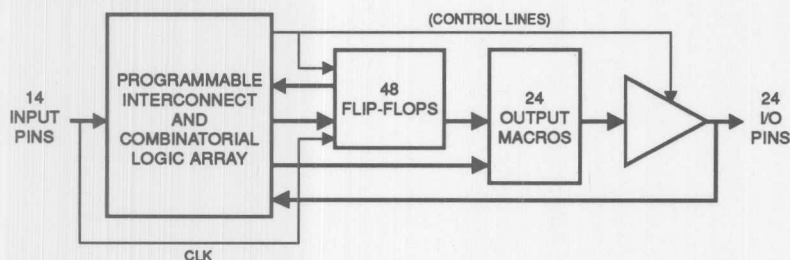 (CONTROL LINES)
14
INPUT
PINS
PROGRAMMABLE
INTERCONNECT
AND
COMBINATORIAL
LOGIC ARRAY
48
FLIP-FLOPS
24
OUTPUT
MACROS
24
I/O
PINS
CLK